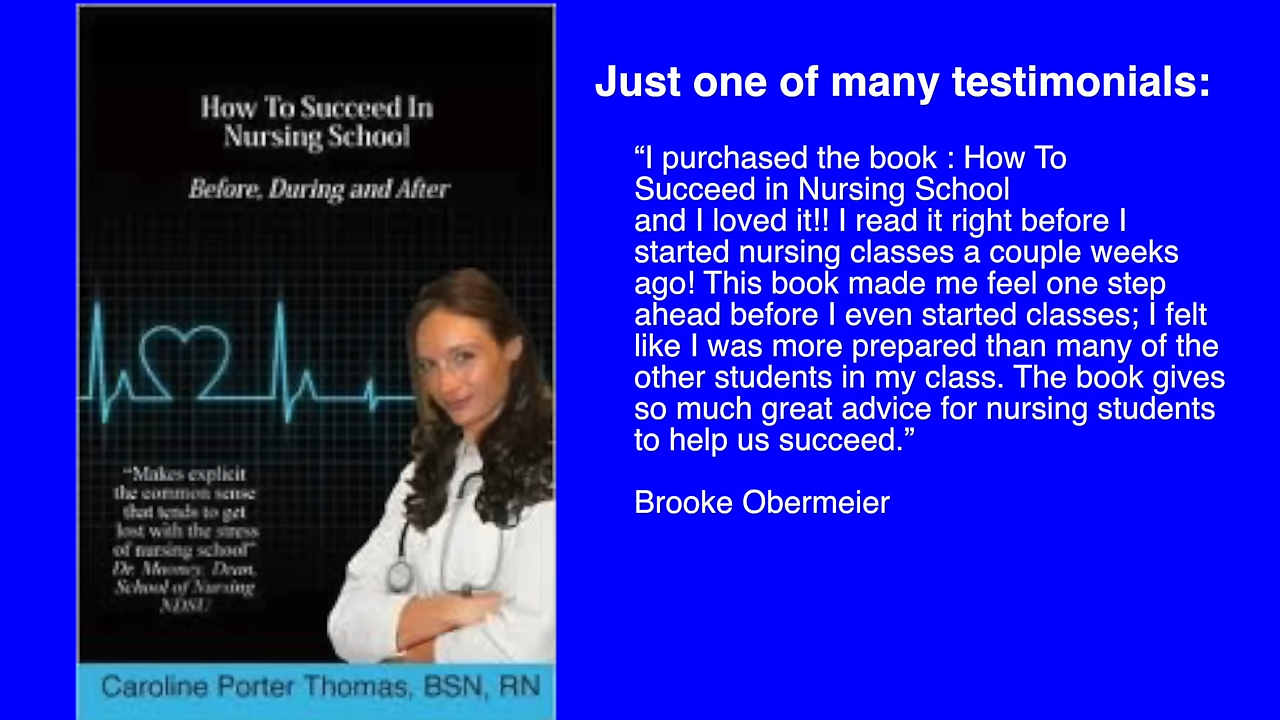 How To Succeed In
Nursing School
Before, During and After
"Makes explicit
the common sense
that tends to get
lost with the stress
of nursing school"
Dr. Mooney, Dean,
School of Nursing
NDSU
Caroline Porter Thomas, BSN, RN
Just one of many testimonials:
“I purchased the book : How To
Succeed in Nursing School
and I loved it!! I read it right before I
started nursing classes a couple weeks
ago! This book made me feel one step
ahead before I even started classes; I felt
like I was more prepared than many of the
other students in my class. The book gives
so much great advice for nursing students
to help us succeed.”
Brooke Obermeier